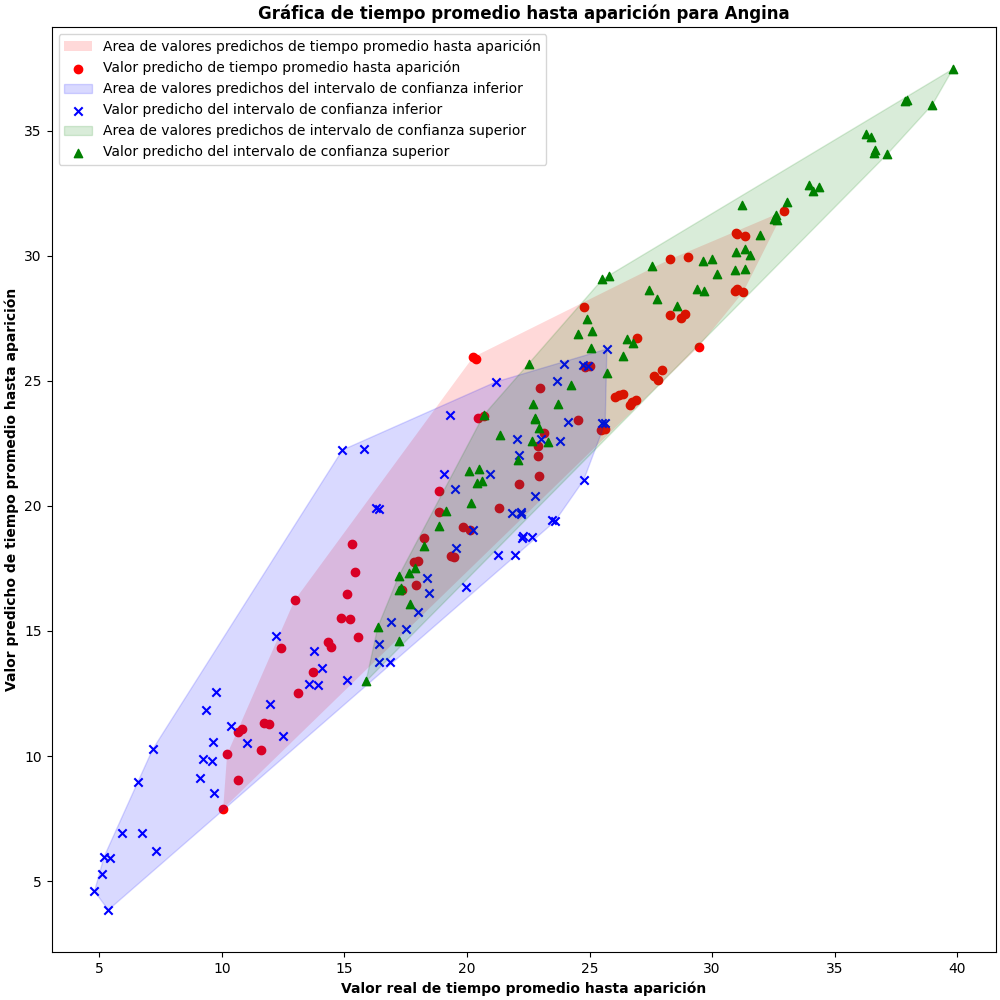 Gráfica de tiempo promedio hasta aparición para Angina
Area de valores predichos de tiempo promedio hasta aparición
Valor predicho de tiempo promedio hasta aparición
Area de valores predichos del intervalo de confianza inferior
Valor predicho del intervalo de confianza inferior
Area de valores predichos de intervalo de confianza superior
Valor predicho del intervalo de confianza superior
Valor predicho de tiempo promedio hasta aparición
35
30
25
20
15
10
5
5 10 15 20 25 30 35 40
Valor real de tiempo promedio hasta aparición